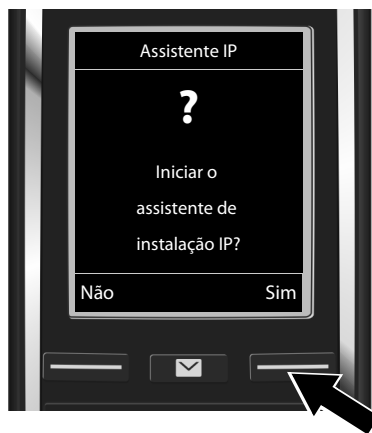 Assistente IP
?
Iniciar o
assistente de
instalação IP?
Não Sim